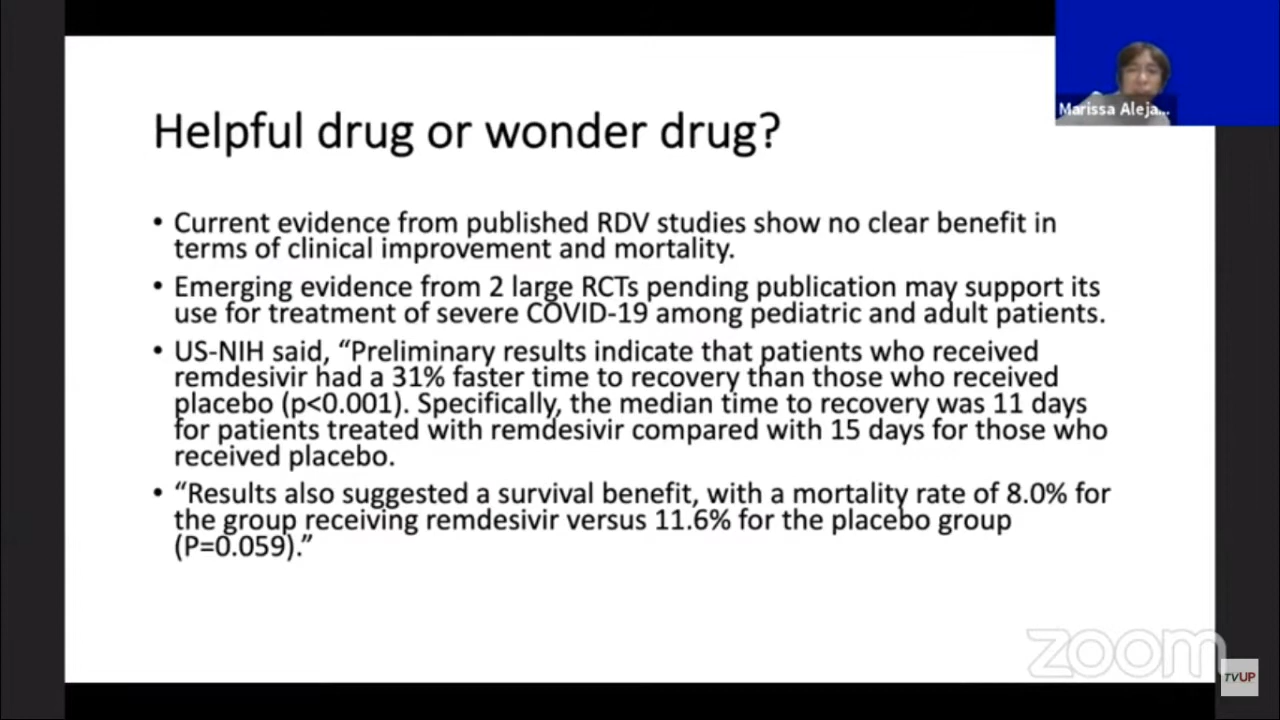 Marissa Aleja...
Helpful drug or wonder drug?
• Current evidence from published RDV studies show no clear benefit in
terms of clinical improvement and mortality.
• Emerging evidence from 2 large RCTs pending publication may support its
use for treatment of severe COVID-19 among pediatric and adult patients.
• US-NIH said, “Preliminary results indicate that patients who received
remdesivir had a 31% faster time to recovery than those who received
placebo (p<0.001). Specifically, the median time to recovery was 11 days
for patients treated with remdesivir compared with 15 days for those who
received placebo.
• “Results also suggested a survival benefit, with a mortality rate of 8.0% for
the group receiving remdesivir versus 11.6% for the placebo group
(P=0.059).”
zoom
TVUP